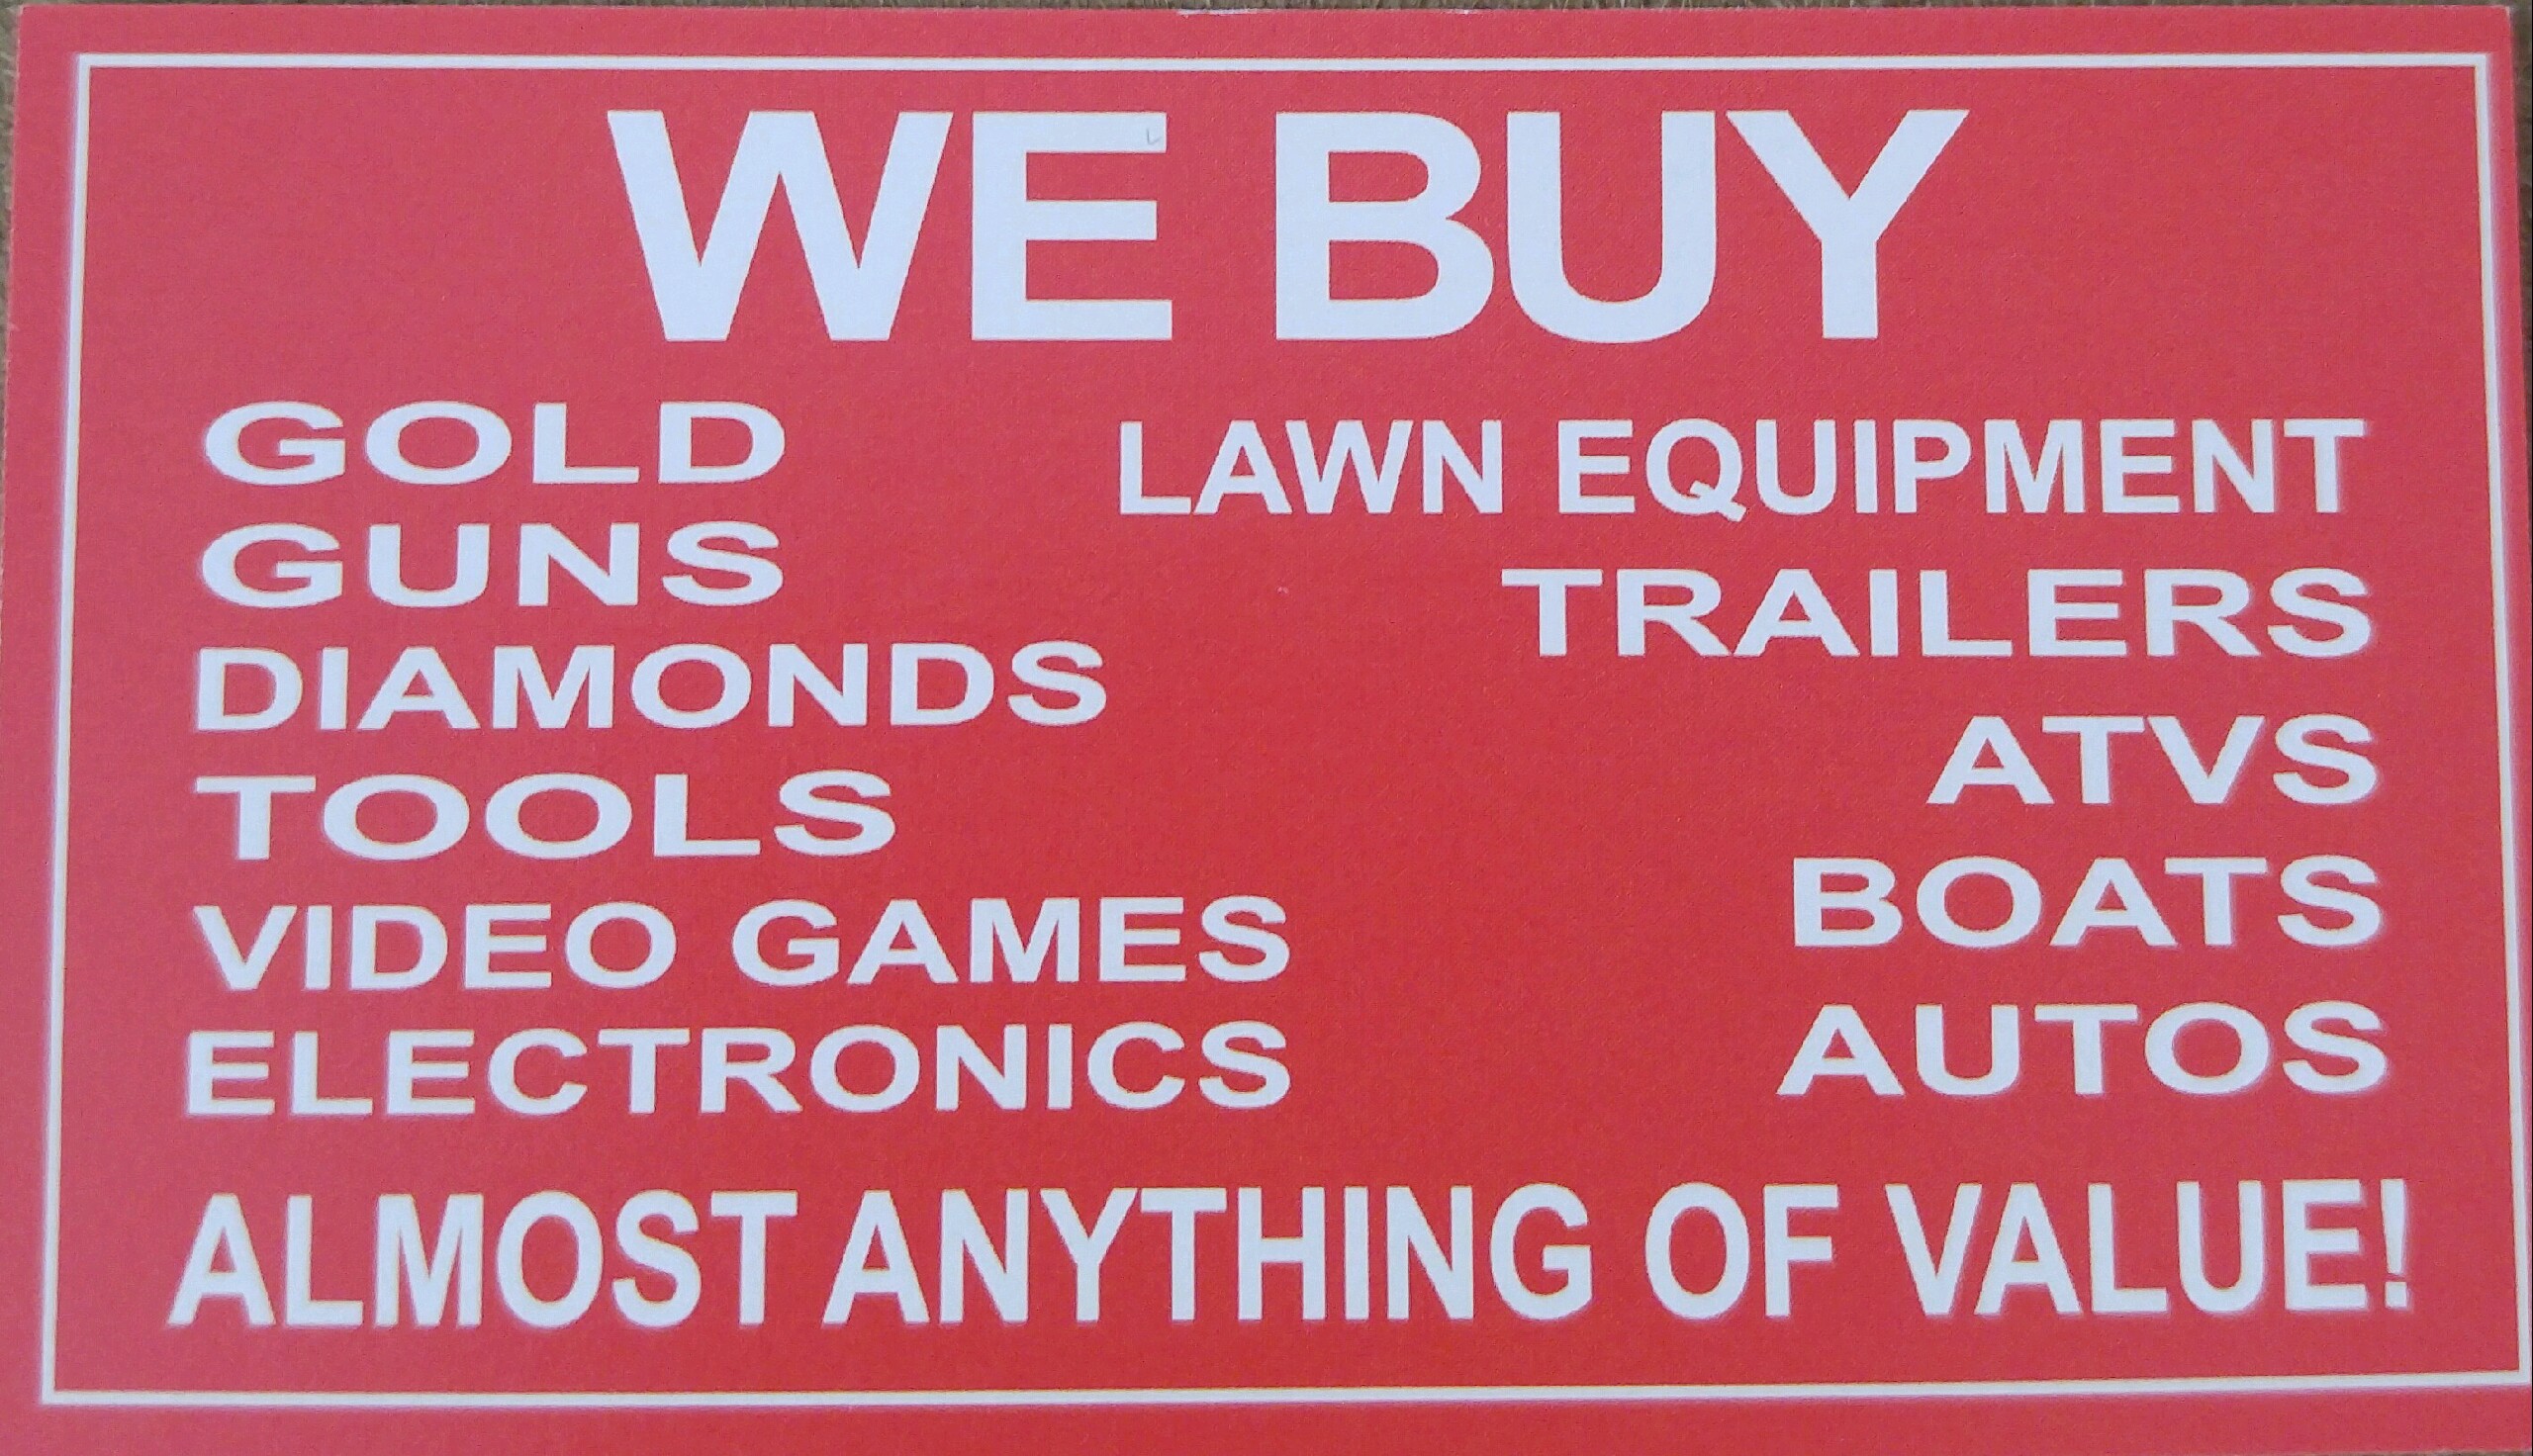 WE BUY
GOLD
GUNS
DIAMONDS
TOOLS
VIDEO GAMES
ELECTRONICS
LAWN EQUIPMENT
TRAILERS
ATVS
BOATS
AUTOS
ALMOST ANYTHING OF VALUE!